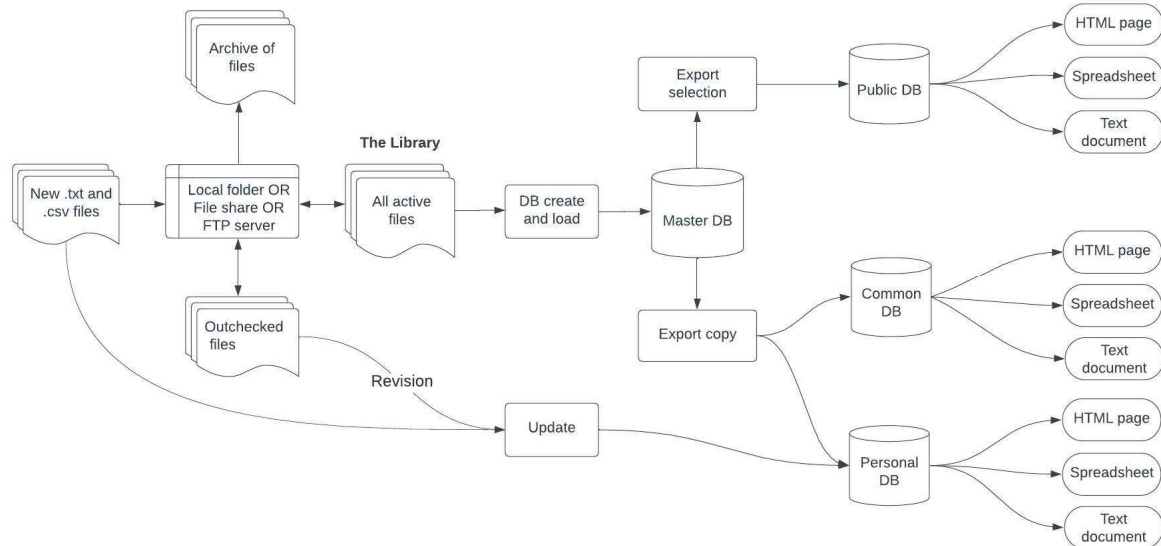 Archive of
files
The Library
New .txt and
.csv files
Local folder OR
File share OR
FTP server
All active
files
DB create
and load
Master DB
Export
selection
Public DB
HTML page
Spreadsheet
Text
document
Outchecked
files
Revision
Update
Export copy
Common
DB
HTML page
Spreadsheet
Text
document
Personal
DB
HTML page
Spreadsheet
Text
document